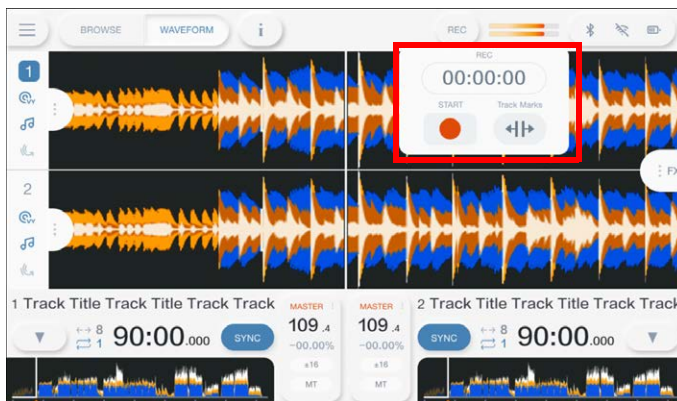 BROWSE WAVEFORM i REC
REC
00:00:00
START Track Marks
1
2
FX
1 Track Title Track Title Track Track
MASTER
MASTER
2 Track Title Track Title Track Track
8
1
90:00.000
SYNC
109.4
-00.00%
±16
MT
109.4
-00.00%
±16
MT
SYNC
8
1
90:00.000